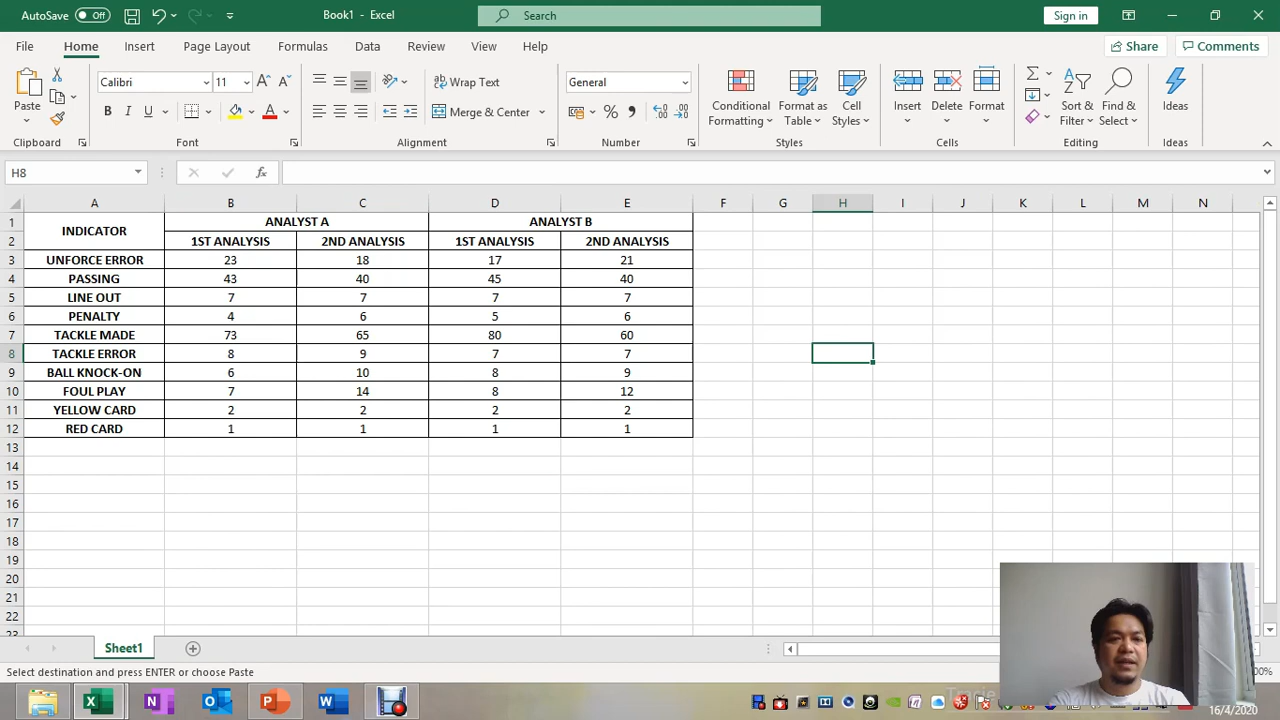 AutoSave Off Book1 - Excel Search Sign in
File Home Insert Page Layout Formulas Data Review View Help Share Comments
Paste Calibri 11 Wrap Text General Conditional Formatting Format as Table Cell Styles Insert Delete Format Sort & Filter Find & Select Ideas
B I U A Merge & Center % ,
Clipboard Font Alignment Number Styles Cells Editing Ideas
H8 fx
A B C D E F G H I J K L M N
1 INDICATOR ANALYST A ANALYST B
2 1ST ANALYSIS 2ND ANALYSIS 1ST ANALYSIS 2ND ANALYSIS
3 UNFORCE ERROR 23 18 17 21
4 PASSING 43 40 45 40
5 LINE OUT 7 7 7 7
6 PENALTY 4 6 5 6
7 TACKLE MADE 73 65 80 60
8 TACKLE ERROR 8 9 7 7
9 BALL KNOCK-ON 6 10 8 9
10 FOUL PLAY 7 14 8 12
11 YELLOW CARD 2 2 2 2
12 RED CARD 1 1 1 1
13
14
15
16
17
18
19
20
21
22
23
Sheet1
Select destination and press ENTER or choose Paste
16/4/2020